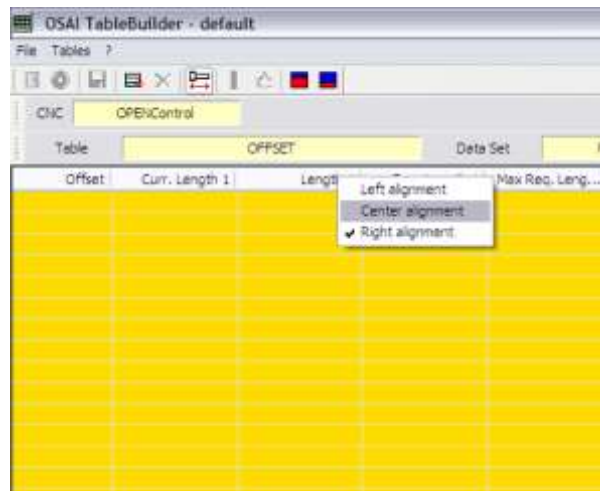 OSAI TableBuilder - default
File Tables ?
CNC OPENControl
Table OFFSET Data Set
Offset Curr. Length 1 Lengt Max Req. Leng...
Left alignment
Center alignment
Right alignment